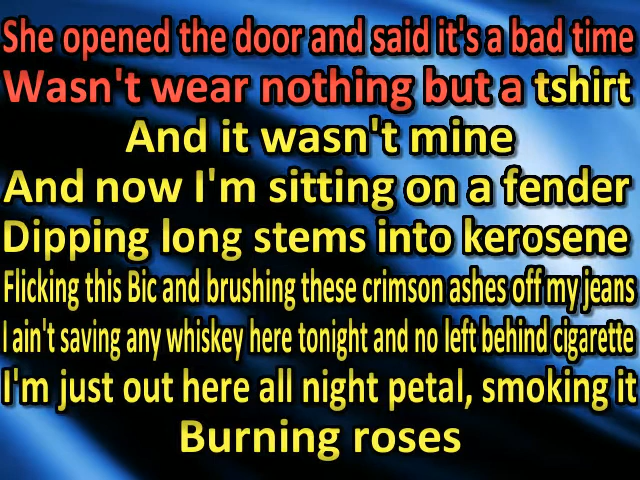 She opened the door and said it's a bad time
Wasn't wear nothing but a tshirt
And it wasn't mine
And now I'm sitting on a fender
Dipping long stems into kerosene
Flicking this Bic and brushing these crimson ashes off my jeans
I ain't saving any whiskey here tonight and no left behind cigarette
I'm just out here all night petal, smoking it
Burning roses